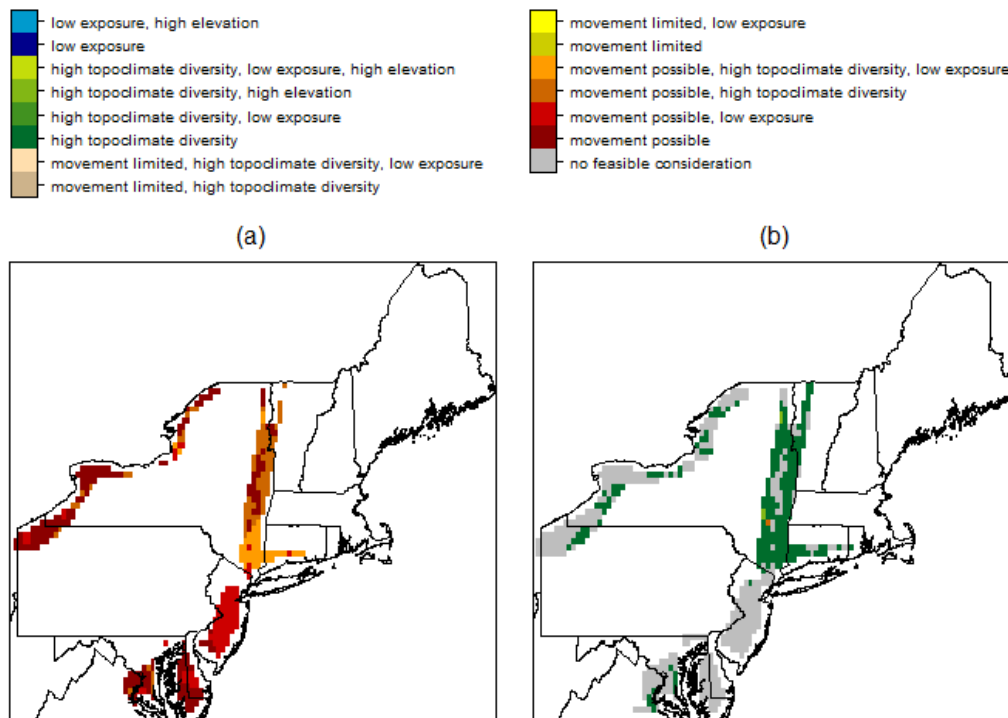 low exposure, high elevation
low exposure
high topoclimate diversity, low exposure, high elevation
high topoclimate diversity, high elevation
high topoclimate diversity, low exposure
high topoclimate diversity
movement limited, high topoclimate diversity, low exposure
movement limited, high topoclimate diversity
movement limited, low exposure
movement limited
movement possible, high topoclimate diversity, low exposure
movement possible, high topoclimate diversity
movement possible, low exposure
movement possible
no feasible consideration
(a)
(b)